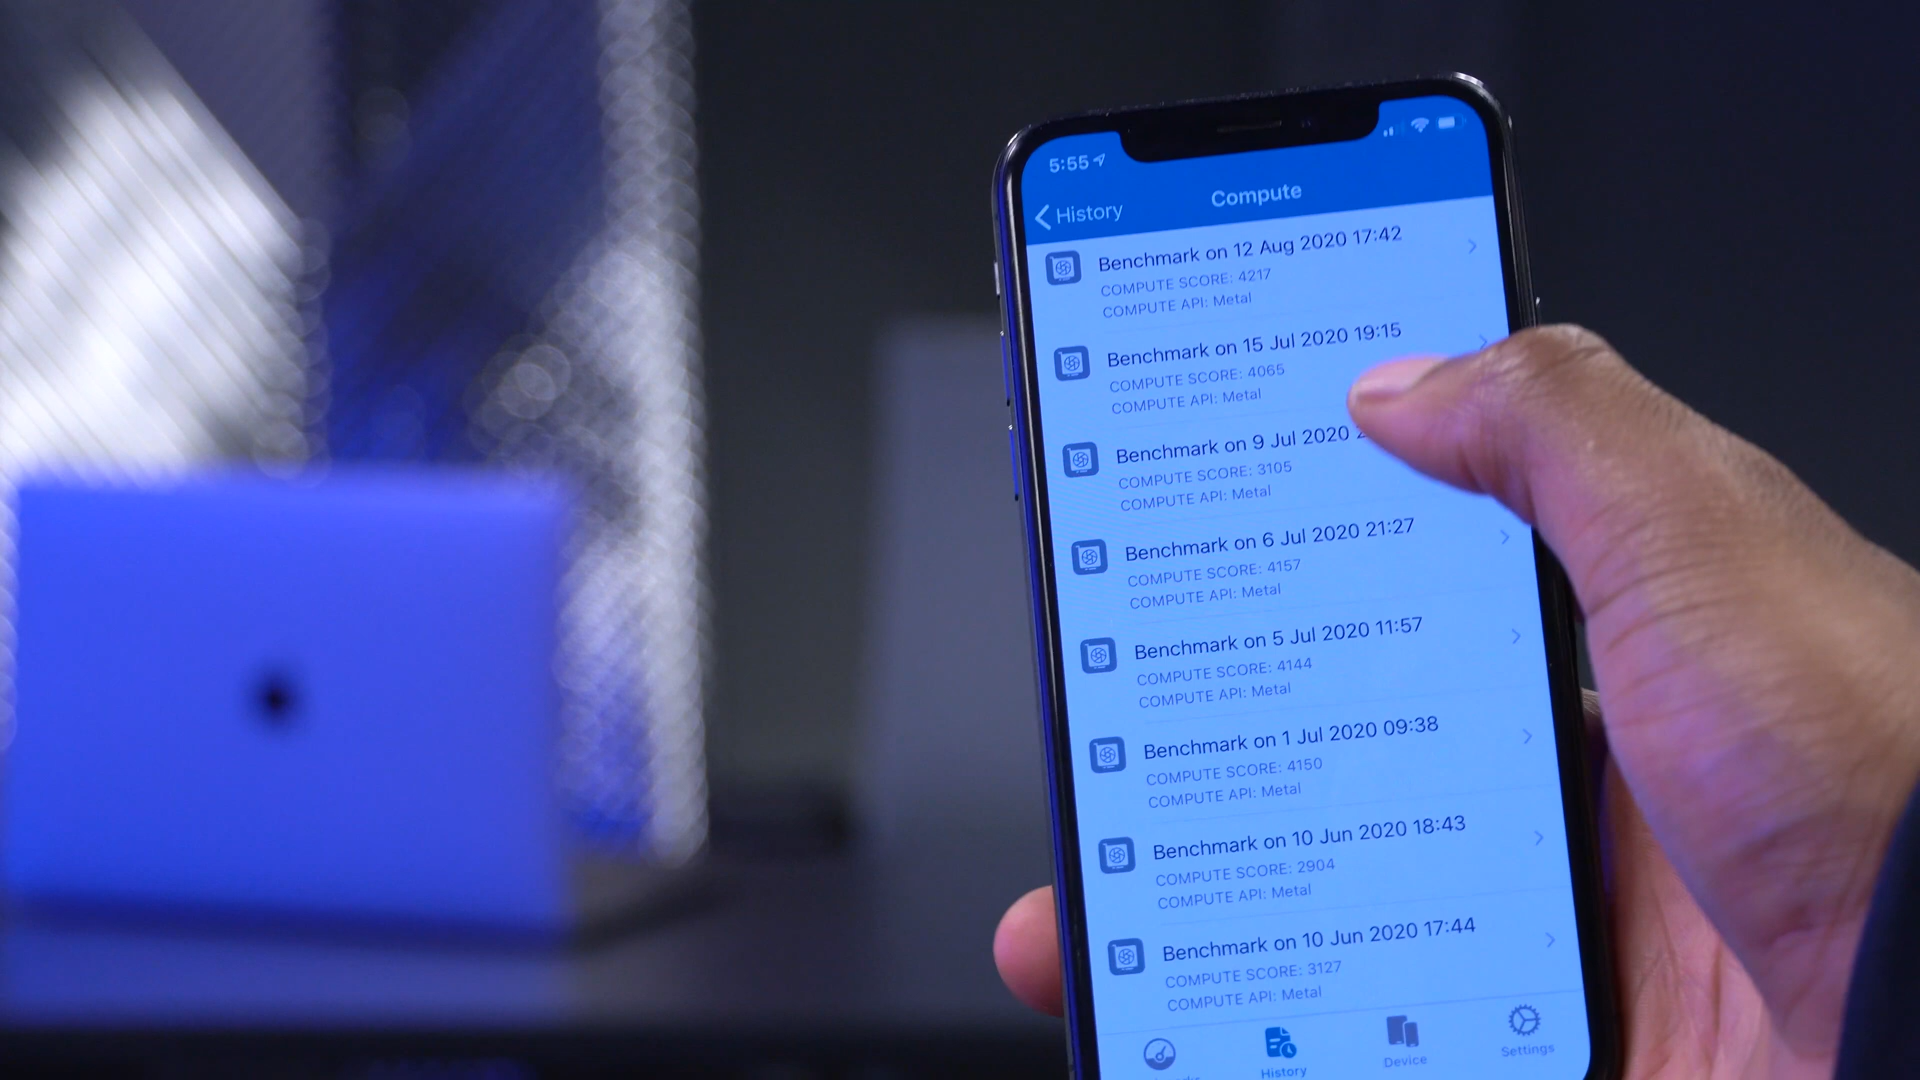 5:55
History
Compute
Benchmark on 12 Aug 2020 17:42
COMPUTE SCORE: 4217
COMPUTE API: Metal
Benchmark on 15 Jul 2020 19:15
COMPUTE SCORE: 4065
COMPUTE API: Metal
Benchmark on 9 Jul 2020
COMPUTE SCORE: 3105
COMPUTE API: Metal
Benchmark on 6 Jul 2020 21:27
COMPUTE SCORE: 4157
COMPUTE API: Metal
Benchmark on 5 Jul 2020 11:57
COMPUTE SCORE: 4144
COMPUTE API: Metal
Benchmark on 1 Jul 2020 09:38
COMPUTE SCORE: 4150
COMPUTE API: Metal
Benchmark on 10 Jun 2020 18:43
COMPUTE SCORE: 2904
COMPUTE API: Metal
Benchmark on 10 Jun 2020 17:44
COMPUTE SCORE: 3127
COMPUTE API: Metal
History
Device
Settings